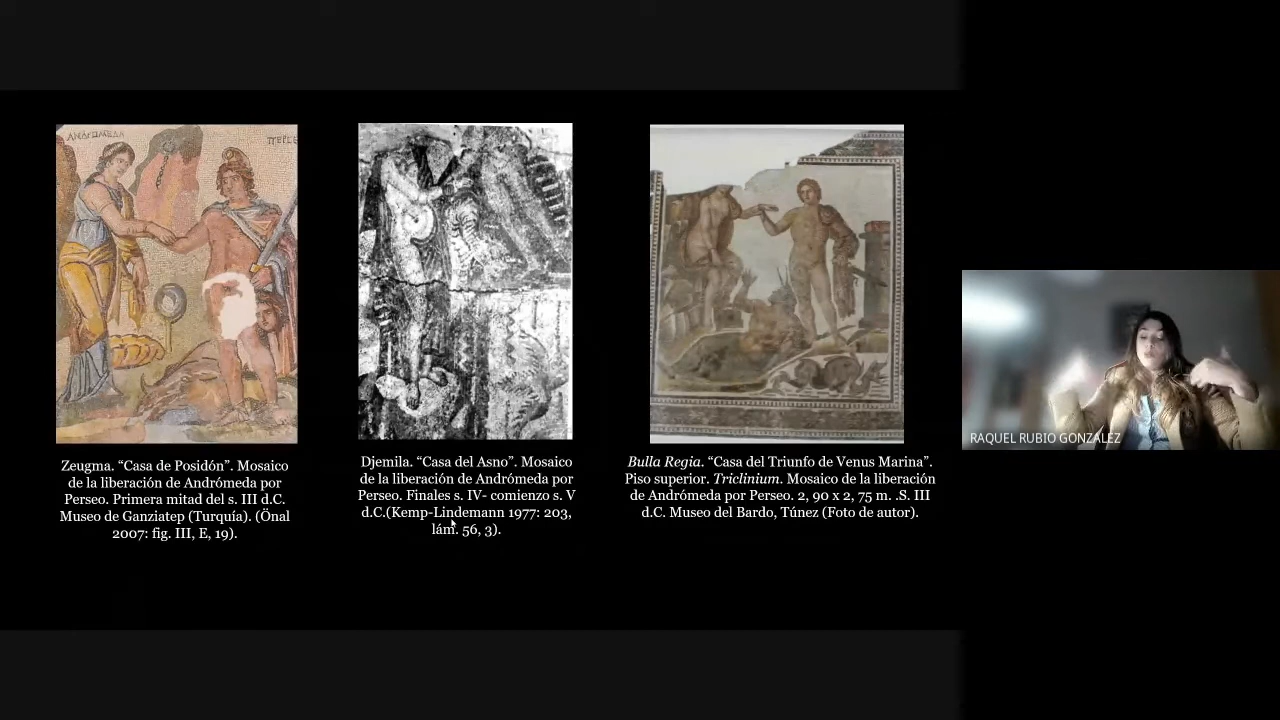 ΑΝΔΡΟΜΕΔΑ
ΠΕΡΣΕ
Zeugma. “Casa de Posidón”. Mosaico
de la liberación de Andrómeda por
Perseo. Primera mitad del s. III d.C.
Museo de Ganziatep (Turquía). (Önal
2007: fig. III, E, 19).
Djemila. “Casa del Asno”. Mosaico
de la liberación de Andrómeda por
Perseo. Finales s. IV- comienzo s. V
d.C.(Kemp-Lindemann 1977: 203,
lám. 56, 3).
Bulla Regia. “Casa del Triunfo de Venus Marina”.
Piso superior. Triclinium. Mosaico de la liberación
de Andrómeda por Perseo. 2, 90 x 2, 75 m. .S. III
d.C. Museo del Bardo, Túnez (Foto de autor).
RAQUEL RUBIO GONZALEZ